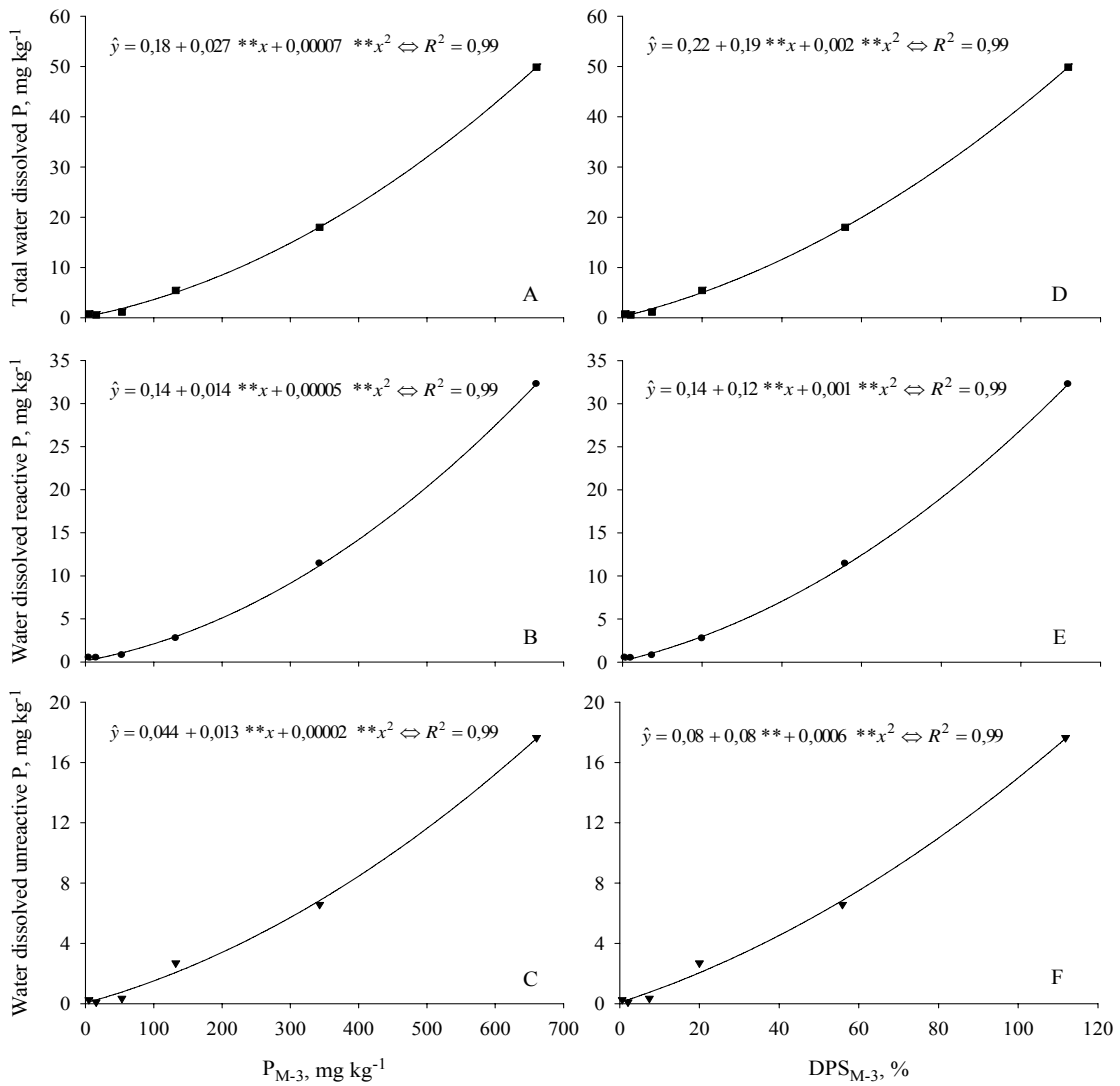 Total water dissolved P, mg kg⁻¹
60
50
40
30
20
10
0
ŷ = 0,18 + 0,027 **x + 0,00007 **x² ⇔ R² = 0,99
A
60
50
40
30
20
10
0
ŷ = 0,22 + 0,19 **x + 0,002 **x² ⇔ R² = 0,99
D
Water dissolved reactive P, mg kg⁻¹
35
30
25
20
15
10
5
0
ŷ = 0,14 + 0,014 **x + 0,00005 **x² ⇔ R² = 0,99
B
35
30
25
20
15
10
5
0
ŷ = 0,14 + 0,12 **x + 0,001 **x² ⇔ R² = 0,99
E
Water dissolved unreactive P, mg kg⁻¹
20
16
12
8
4
0
ŷ = 0,044 + 0,013 **x + 0,00002 **x² ⇔ R² = 0,99
C
0 100 200 300 400 500 600 700
P_M-3, mg kg⁻¹
20
16
12
8
4
0
ŷ = 0,08 + 0,08 ** + 0,0006 **x² ⇔ R² = 0,99
F
0 20 40 60 80 100 120
DPS_M-3, %